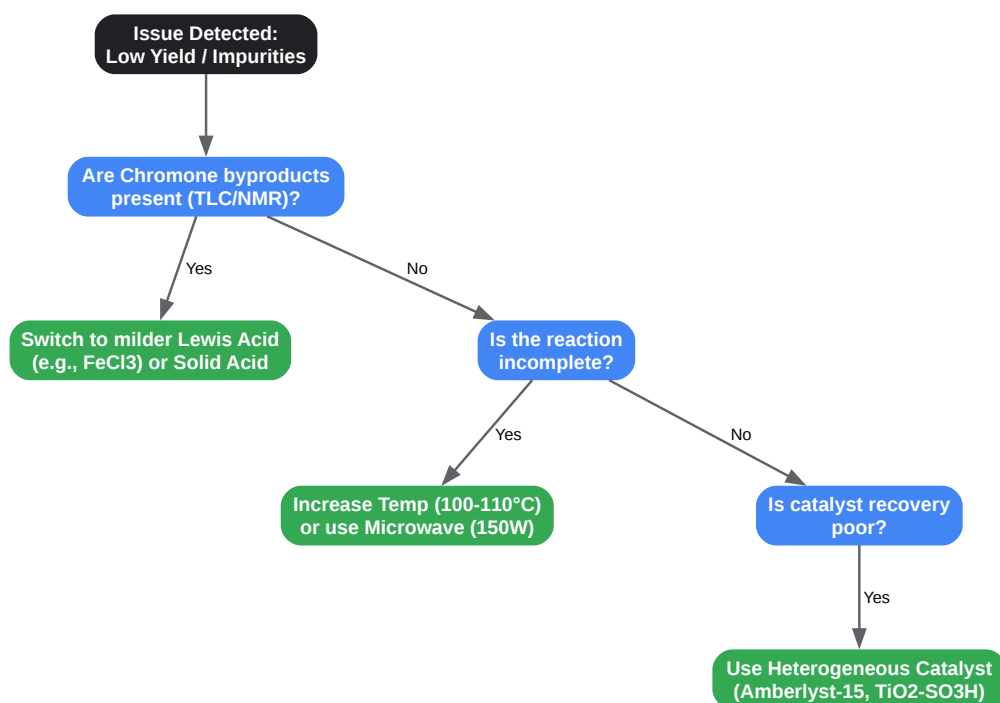 Issue Detected:
Low Yield / Impurities
Are Chromone byproducts
present (TLC/NMR)?
Yes
No
Switch to milder Lewis Acid
(e.g., FeCl3) or Solid Acid
Is the reaction
incomplete?
Yes
No
Increase Temp (100-110°C)
or use Microwave (150W)
Is catalyst recovery
poor?
Yes
Use Heterogeneous Catalyst
(Amberlyst-15, TiO2-SO3H)